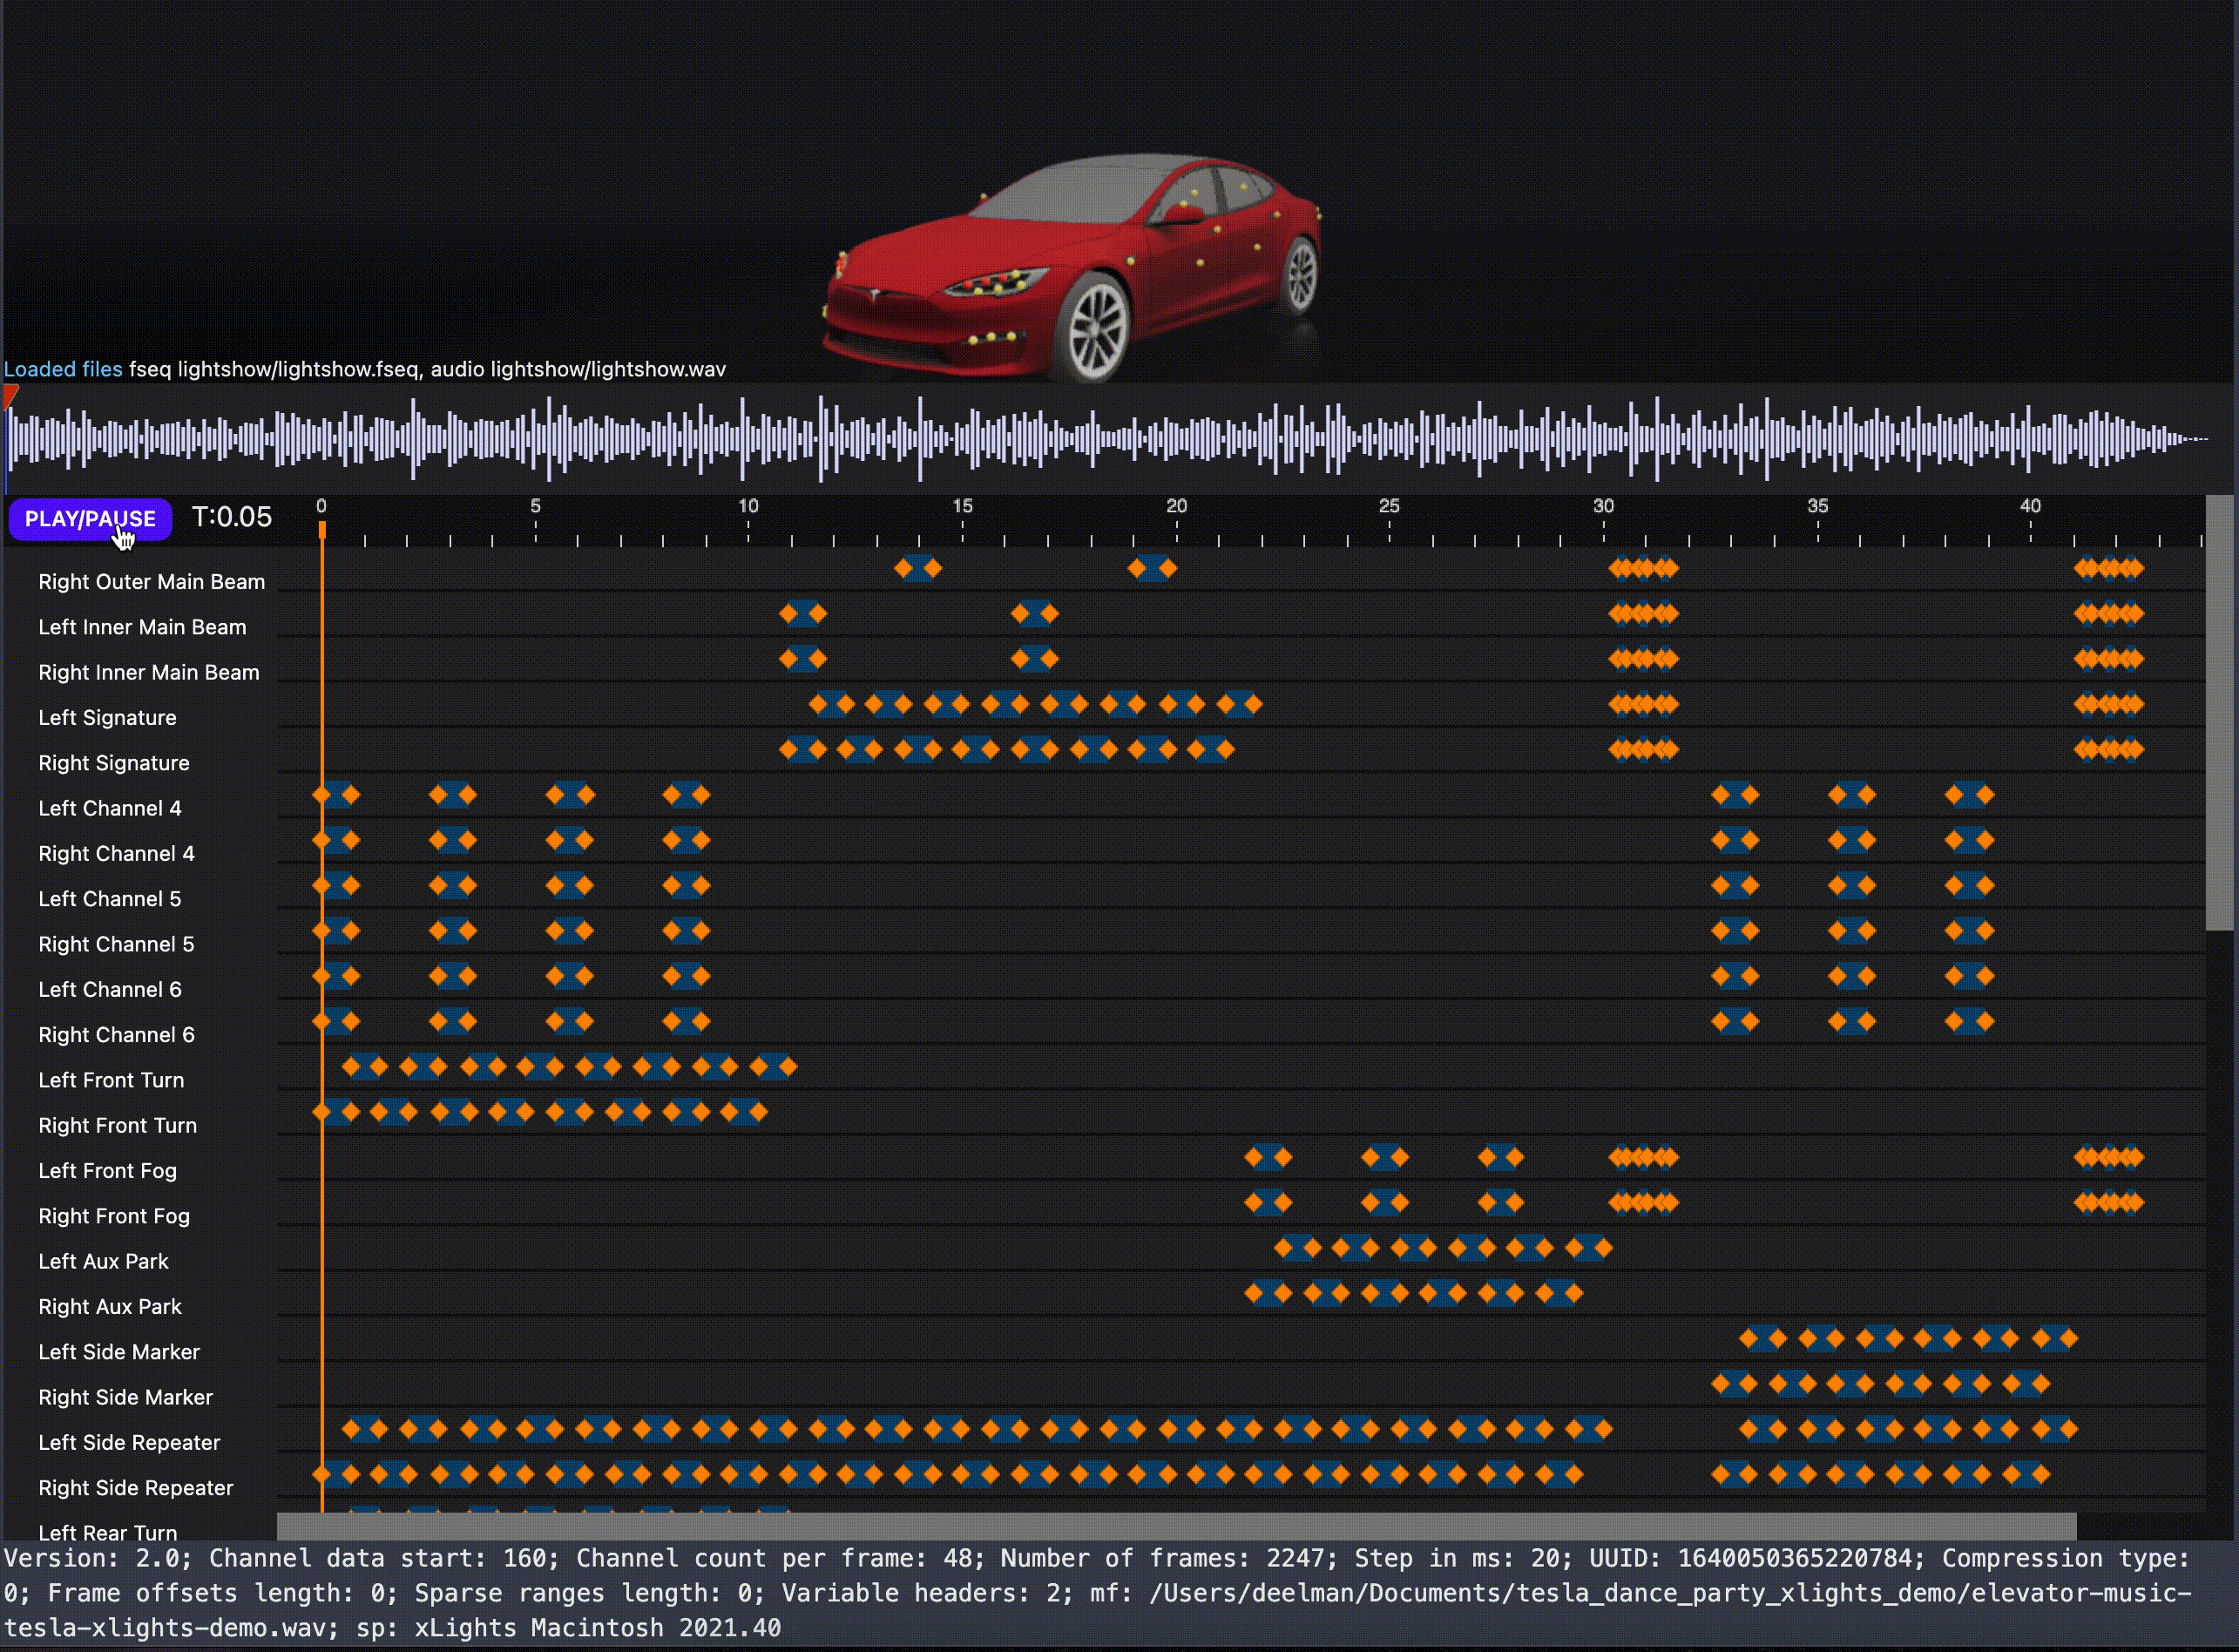 Loaded files fseq lightshow/lightshow.fseq, audio lightshow/lightshow.wav
PLAY/PAUSE T:0.05 0 5 10 15 20 25 30 35 40
Right Outer Main Beam
Left Inner Main Beam
Right Inner Main Beam
Left Signature
Right Signature
Left Channel 4
Right Channel 4
Left Channel 5
Right Channel 5
Left Channel 6
Right Channel 6
Left Front Turn
Right Front Turn
Left Front Fog
Right Front Fog
Left Aux Park
Right Aux Park
Left Side Marker
Right Side Marker
Left Side Repeater
Right Side Repeater
Left Rear Turn
Version: 2.0; Channel data start: 160; Channel count per frame: 48; Number of frames: 2247; Step in ms: 20; UUID: 1640050365220784; Compression type:
0; Frame offsets length: 0; Sparse ranges length: 0; Variable headers: 2; mf: /Users/deelman/Documents/tesla_dance_party_xlights_demo/elevator-music-
tesla-xlights-demo.wav; sp: xLights Macintosh 2021.40